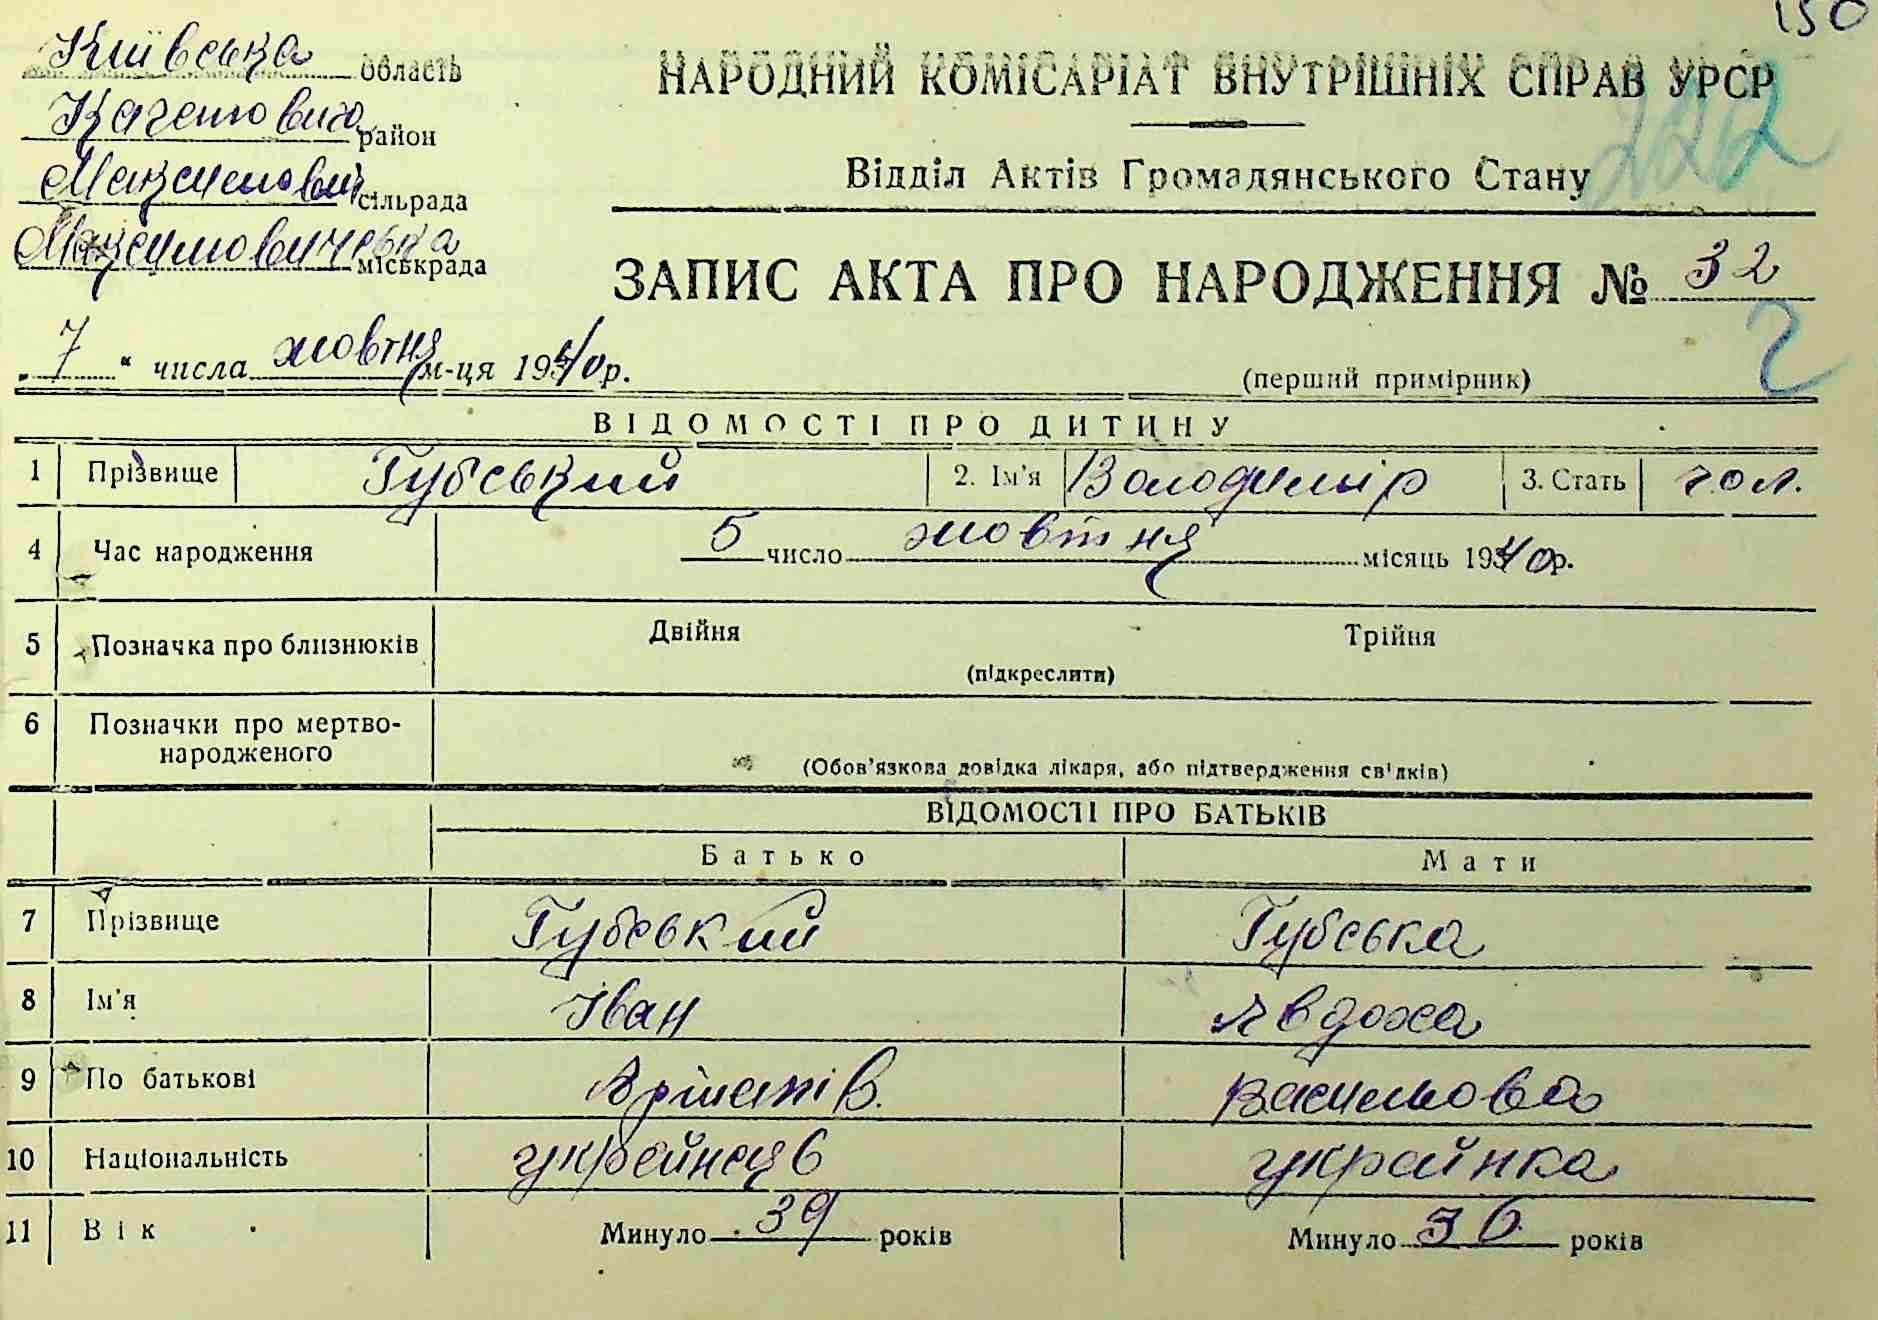 150
Київська область
НАРОДНИЙ КОМІСАРІАТ ВНУТРІШНІХ СПРАВ УРСР
222
район
Відділ Актів Громадянського Стану
Максимович сільрада
Максимовичська міськрада
ЗАПИС АКТА ПРО НАРОДЖЕННЯ № 32
2
„ 7 “ числа жовтня м-ця 1940 р.
(перший примірник)
ВІДОМОСТІ ПРО ДИТИНУ
1 Прізвище Губський 2. Ім'я Володимір 3. Стать чол.
4 Час народження 5 число жовтня місяць 1940 р.
5 Позначка про близнюків Двійня Трійня
(підкреслити)
6 Позначки про мертво-
народженого
(Обов'язкова довідка лікаря, або підтвердження свідків)
ВІДОМОСТІ ПРО БАТЬКІВ
Батько Мати
7 Прізвище Губський Губська
8 Ім'я Іван Явдоха
9 По батькові Васильова
10 Національність українець українка
11 Вік Минуло 39 років Минуло 36 років